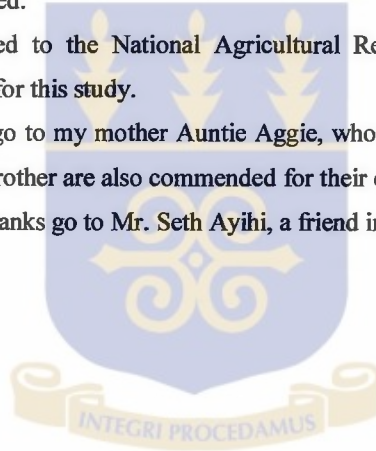 ed.
ed to the National Agricultural Re
for this study.
go to my mother Auntie Aggie, who
rother are also commended for their
anks go to Mr. Seth Ayihi, a friend in
INTEGRI PROCEDAMUS